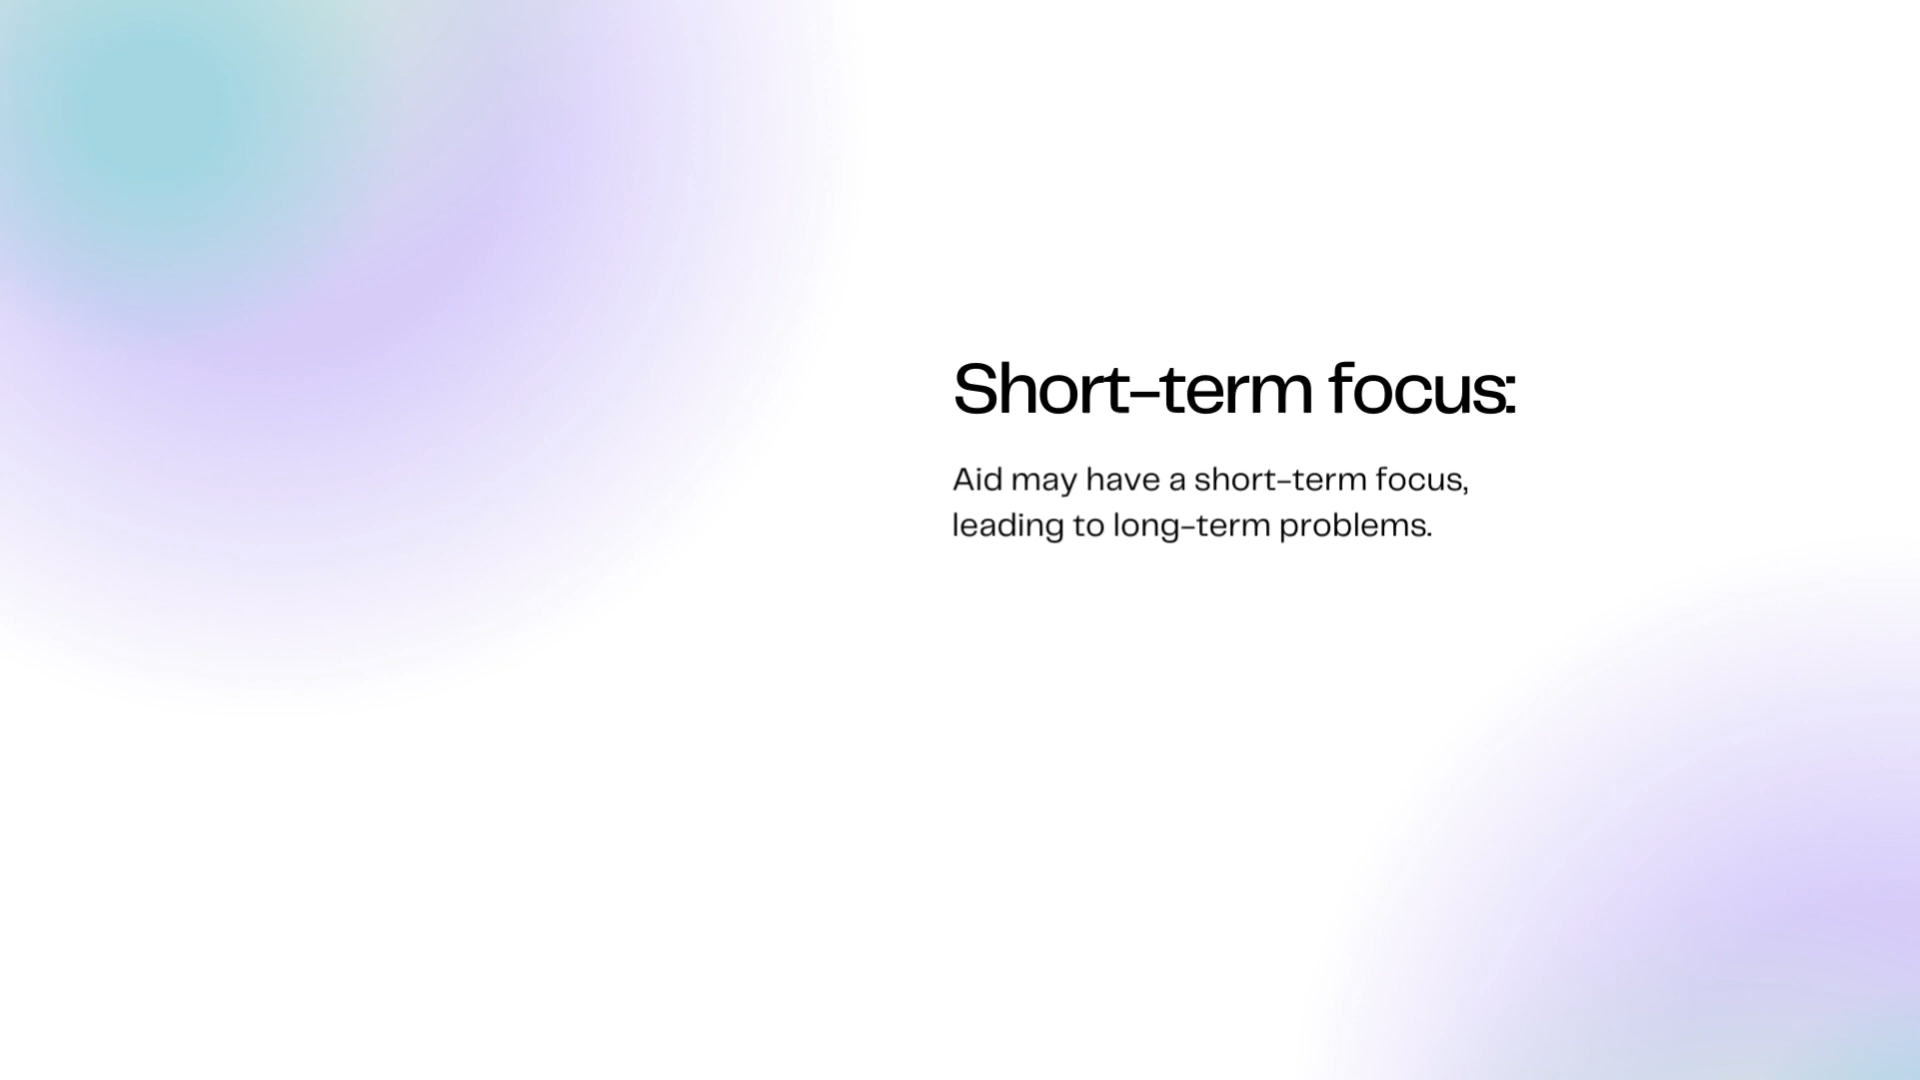 Short-term focus:
Aid may have a short-term focus,
leading to long-term problems.